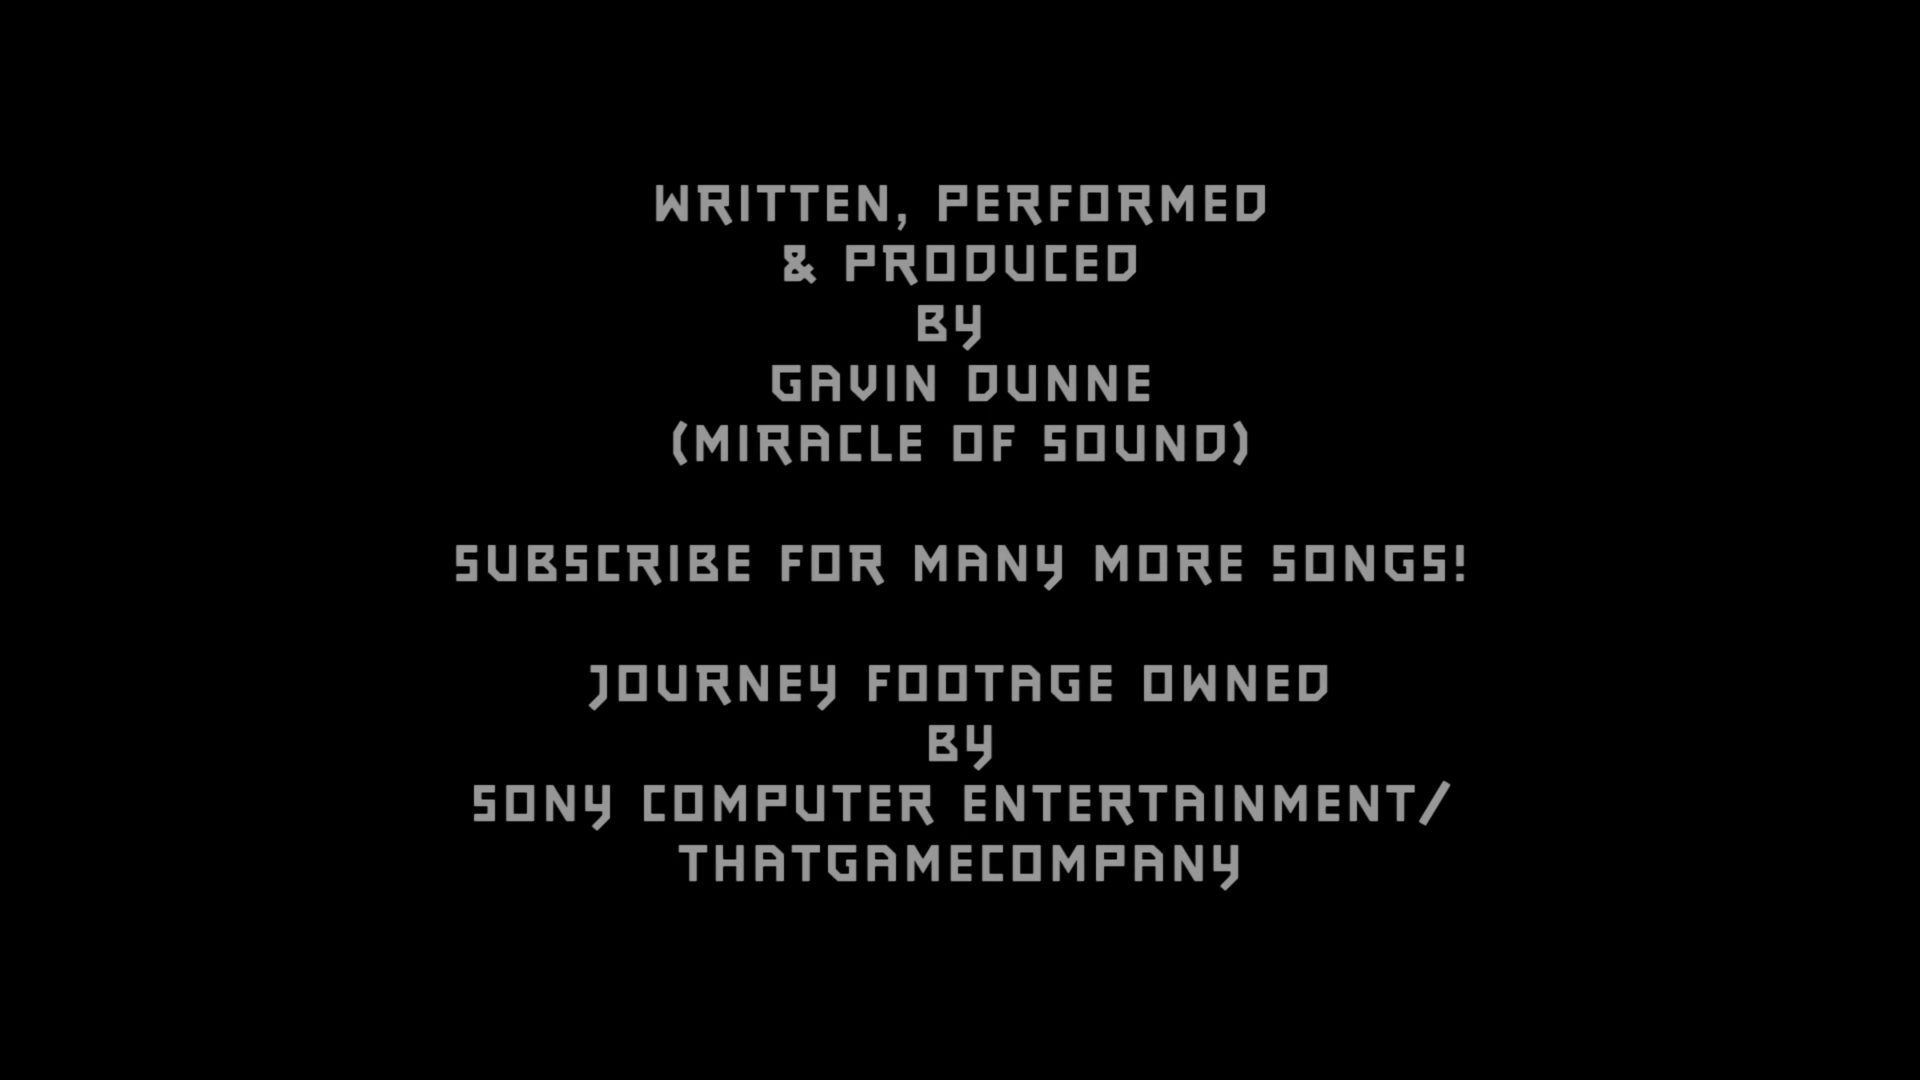 WRITTEN, PERFORMED
& PRODUCED
BY
GAVIN DUNNE
(MIRACLE OF SOUND)
SUBSCRIBE FOR MANY MORE SONGS!
JOURNEY FOOTAGE OWNED
BY
SONY COMPUTER ENTERTAINMENT/
THATGAMECOMPANY